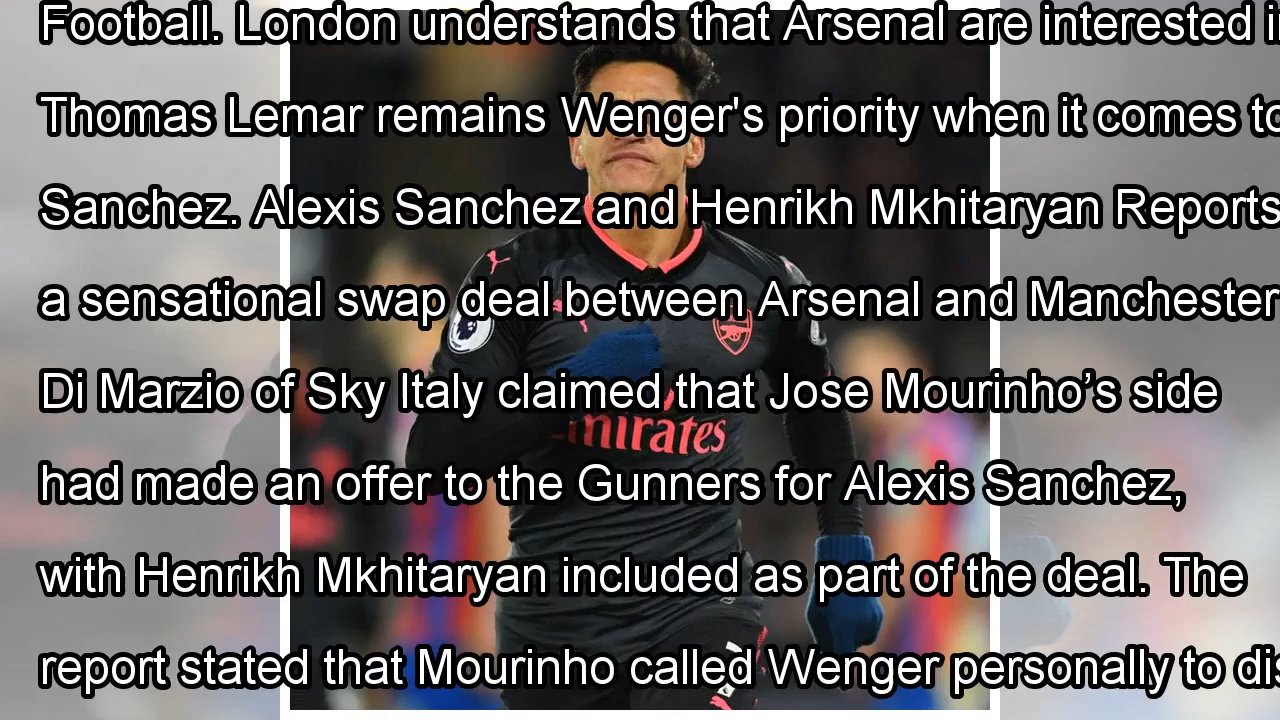 Football. London understands that Arsenal are interested
Thomas Lemar remains Wenger's priority when it comes to
Sanchez. Alexis Sanchez and Henrikh Mkhitaryan Reports
a sensational swap deal between Arsenal and Manchester
Di Marzio of Sky Italy claimed that Jose Mourinho’s side
had made an offer to the Gunners for Alexis Sanchez,
with Henrikh Mkhitaryan included as part of the deal. The
report stated that Mourinho called Wenger personally to